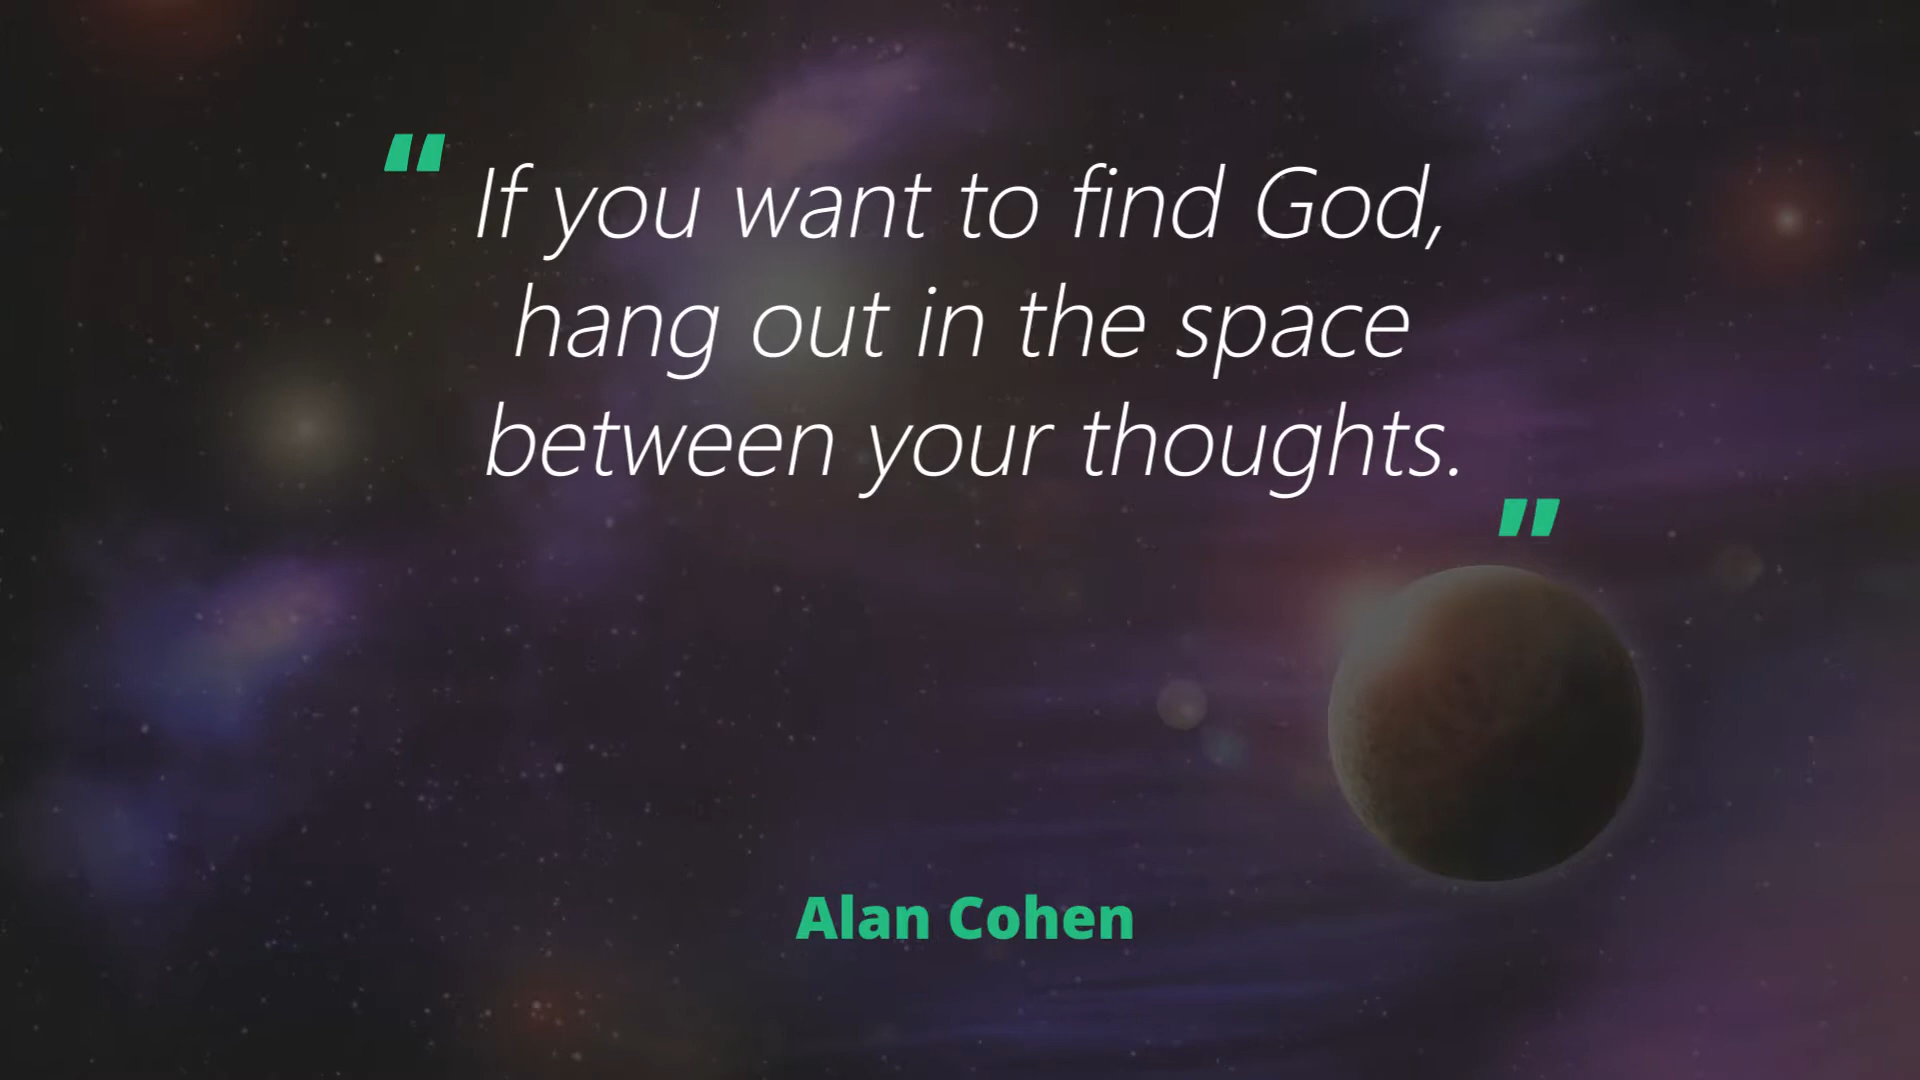 “ If you want to find God,
hang out in the space
between your thoughts. ”
Alan Cohen